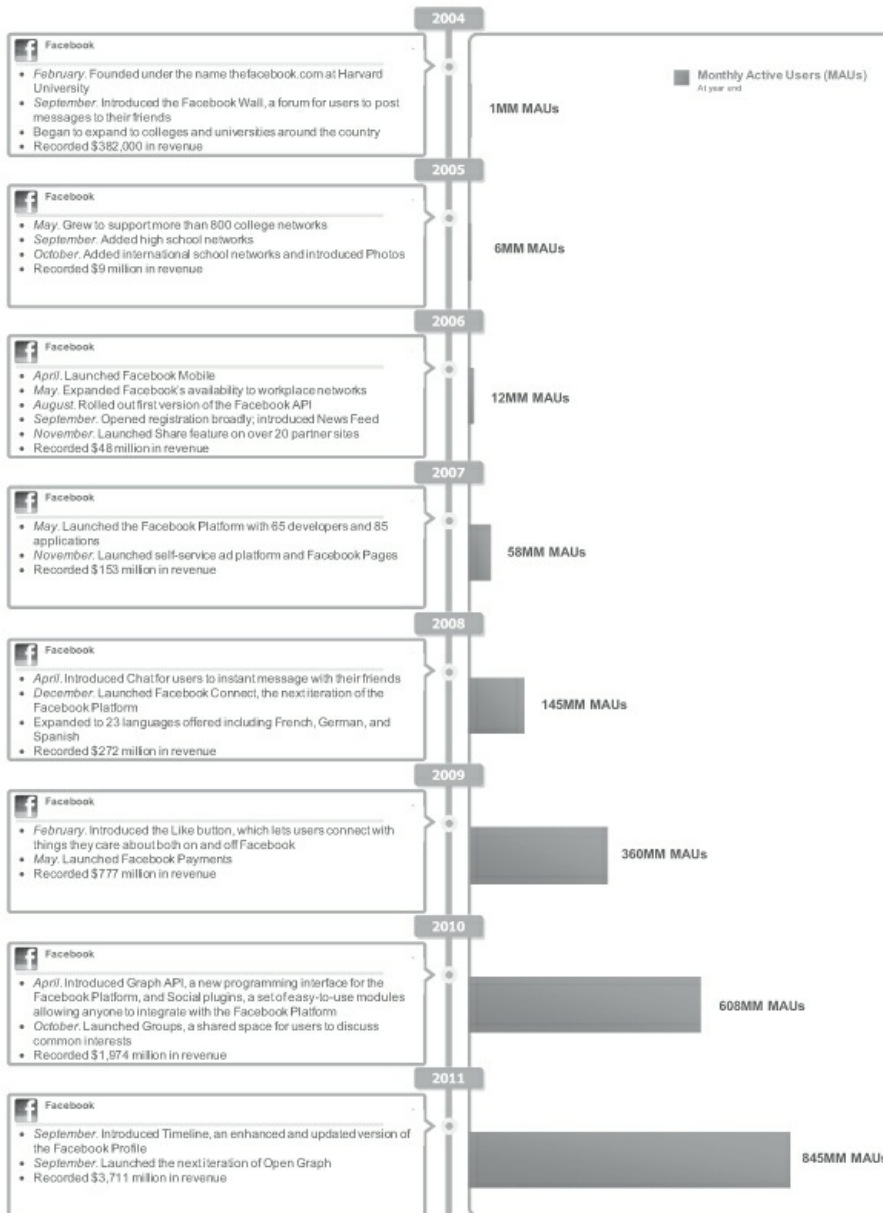 2004
Facebook
• February. Founded under the name thefacebook.com at Harvard
University
• September. Introduced the Facebook Wall, a forum for users to post
messages to their friends
• Began to expand to colleges and universities around the country
• Recorded $382,000 in revenue
Monthly Active Users (MAUs)
At year end
1MM MAUs
2005
Facebook
• May. Grew to support more than 800 college networks
• September. Added high school networks
• October. Added international school networks and introduced Photos
• Recorded $9 million in revenue
6MM MAUs
2006
Facebook
• April. Launched Facebook Mobile
• May. Expanded Facebook's availability to workplace networks
• August. Rolled out first version of the Facebook API
• September. Opened registration broadly; introduced News Feed
• November. Launched Share feature on over 20 partner sites
• Recorded $48 million in revenue
12MM MAUs
2007
Facebook
• May. Launched the Facebook Platform with 65 developers and 85
applications
• November. Launched self-service ad platform and Facebook Pages
• Recorded $153 million in revenue
58MM MAUs
2008
Facebook
• April. Introduced Chat for users to instant message with their friends
• December. Launched Facebook Connect, the next iteration of the
Facebook Platform
• Expanded to 23 languages offered including French, German, and
Spanish
• Recorded $272 million in revenue
145MM MAUs
2009
Facebook
• February. Introduced the Like button, which lets users connect with
things they care about both on and off Facebook
• May. Launched Facebook Payments
• Recorded $777 million in revenue
360MM MAUs
2010
Facebook
• April. Introduced Graph API, a new programming interface for the
Facebook Platform, and Social plugins, a set of easy-to-use modules
allowing anyone to integrate with the Facebook Platform
• October. Launched Groups, a shared space for users to discuss
common interests
• Recorded $1,974 million in revenue
608MM MAUs
2011
Facebook
• September. Introduced Timeline, an enhanced and updated version of
the Facebook Profile
• September. Launched the next iteration of Open Graph
• Recorded $3,711 million in revenue
845MM MAUs